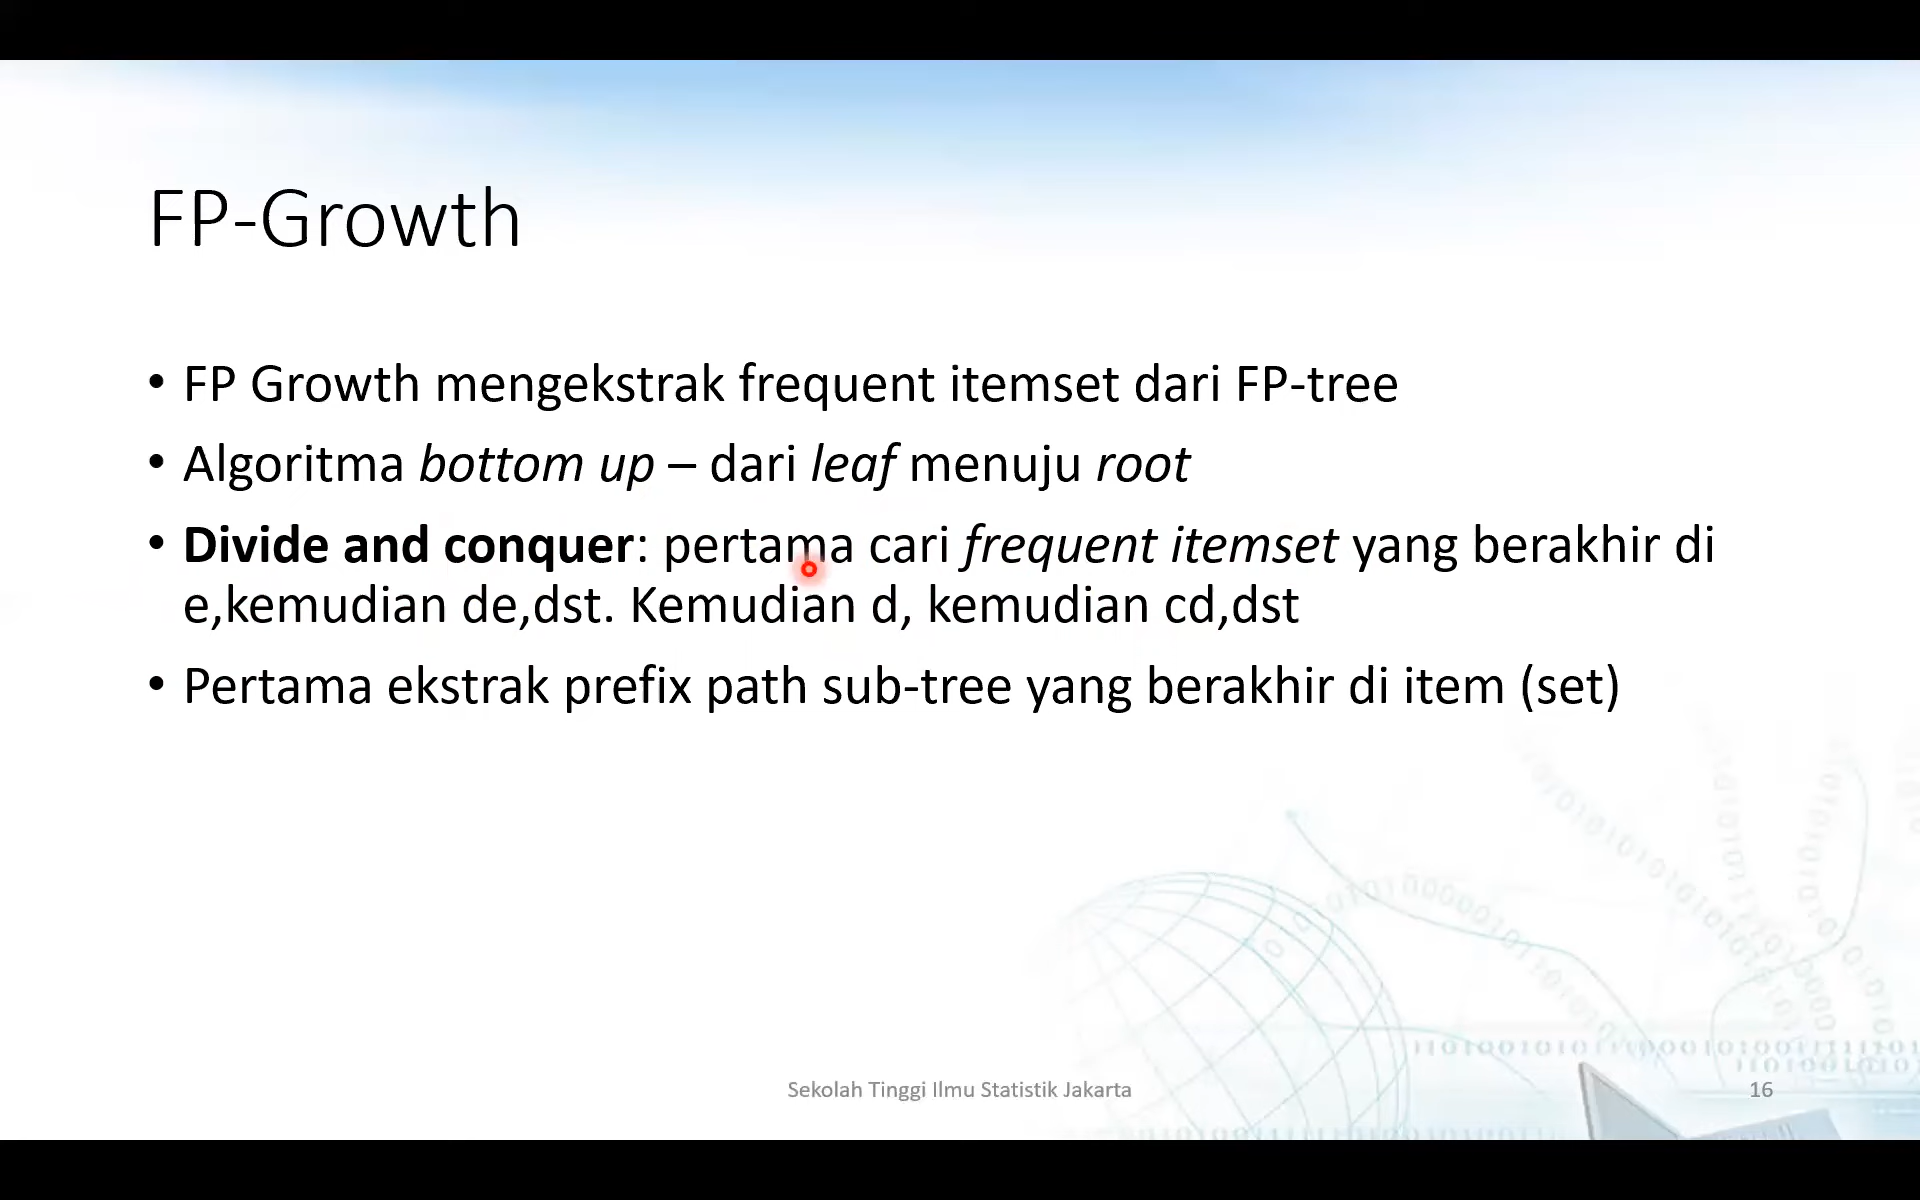 FP-Growth
• FP Growth mengekstrak frequent itemset dari FP-tree
• Algoritma bottom up – dari leaf menuju root
• Divide and conquer: pertama cari frequent itemset yang berakhir di
e,kemudian de,dst. Kemudian d, kemudian cd,dst
• Pertama ekstrak prefix path sub-tree yang berakhir di item (set)
Sekolah Tinggi Ilmu Statistik Jakarta
16